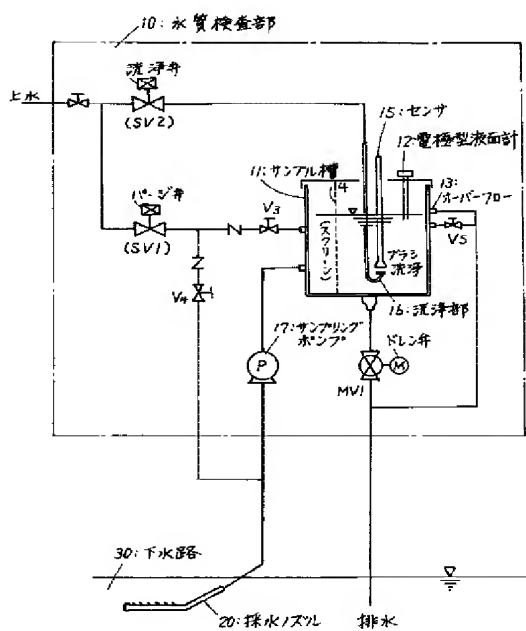 10:水質検査部
洗浄弁
上水
(SV2)
15:センサ
12:電極型液面計
11:サンプル槽
14
13:
オーバーフロー
パージ弁
V3
(スクリーン)
V5
(SV1)
ブラシ
洗浄
V4
16:洗浄部
17:サンプリング
ポンプ
ドレン弁
P
M
MV1
30:下水路
20:採水ノズル
排水